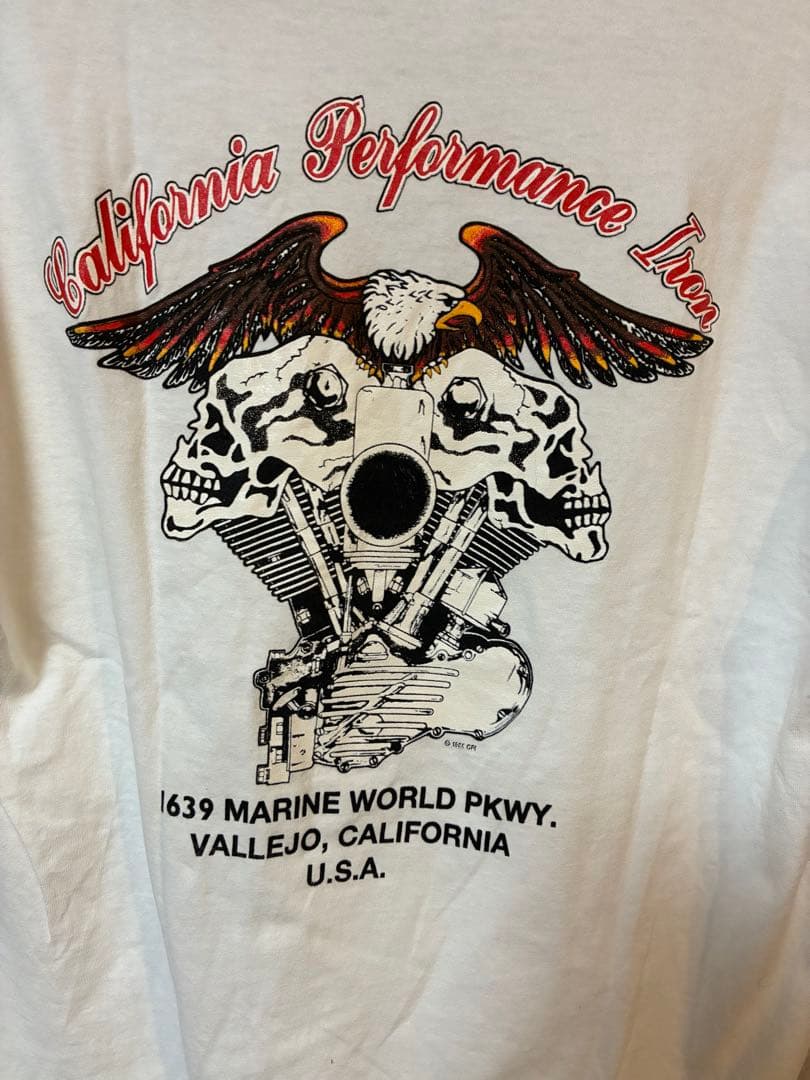 California Performance Iron
1639 MARINE WORLD PKWY.
VALLEJO, CALIFORNIA
U.S.A.